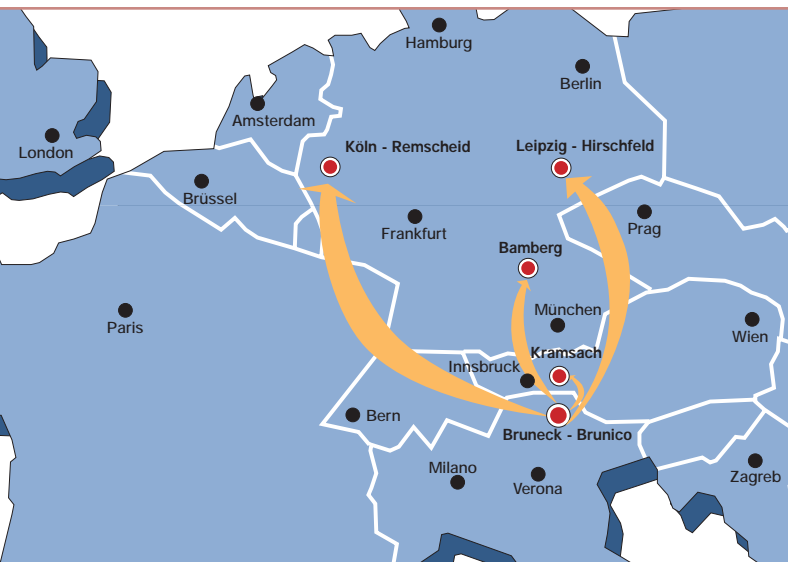 Hamburg
Berlin
Amsterdam
London
Köln - Remscheid
Leipzig - Hirschfeld
Brüssel
Frankfurt
Prag
Bamberg
München
Paris
Wien
Kramsach
Innsbruck
Bern
Bruneck - Brunico
Milano
Verona
Zagreb